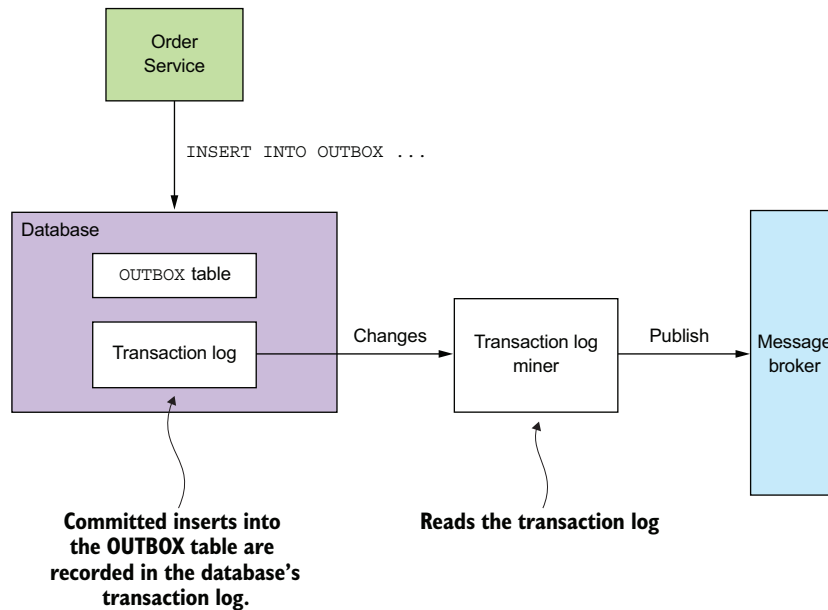 Order
Service
INSERT INTO OUTBOX ...
Database
OUTBOX table
Transaction log
Changes
Transaction log
miner
Publish
Message
broker
Committed inserts into
the OUTBOX table are
recorded in the database’s
transaction log.
Reads the transaction log